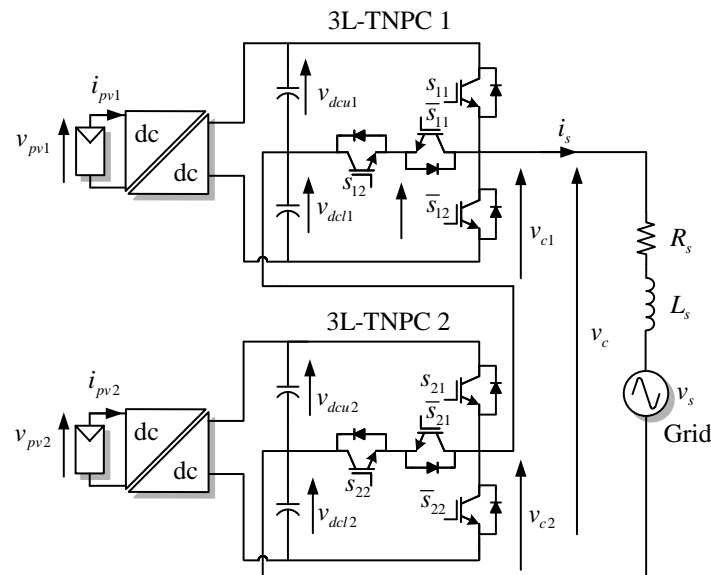 3L-TNPC 1
i_pv1
v_pv1
dc
dc
v_dcu1
v_dcl1
s_11
s̅_11
s_12
s̅_12
i_s
v_c1
R_s
L_s
v_c
v_s
Grid
3L-TNPC 2
i_pv2
v_pv2
dc
dc
v_dcu2
v_dcl2
s_21
s̅_21
s_22
s̅_22
v_c2